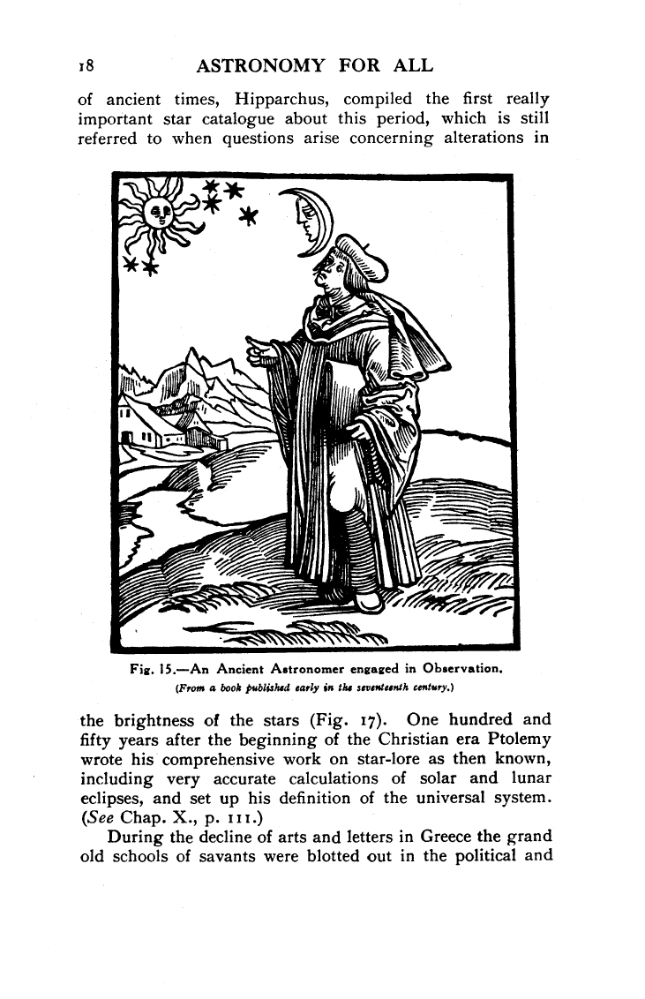 18 ASTRONOMY FOR ALL
of ancient times, Hipparchus, compiled the first really
important star catalogue about this period, which is still
referred to when questions arise concerning alterations in
Fig. 15.—An Ancient Astronomer engaged in Observation.
(From a book published early in the seventeenth century.)
the brightness of the stars (Fig. 17). One hundred and
fifty years after the beginning of the Christian era Ptolemy
wrote his comprehensive work on star-lore as then known,
including very accurate calculations of solar and lunar
eclipses, and set up his definition of the universal system.
(See Chap. X., p. 111.)
During the decline of arts and letters in Greece the grand
old schools of savants were blotted out in the political and